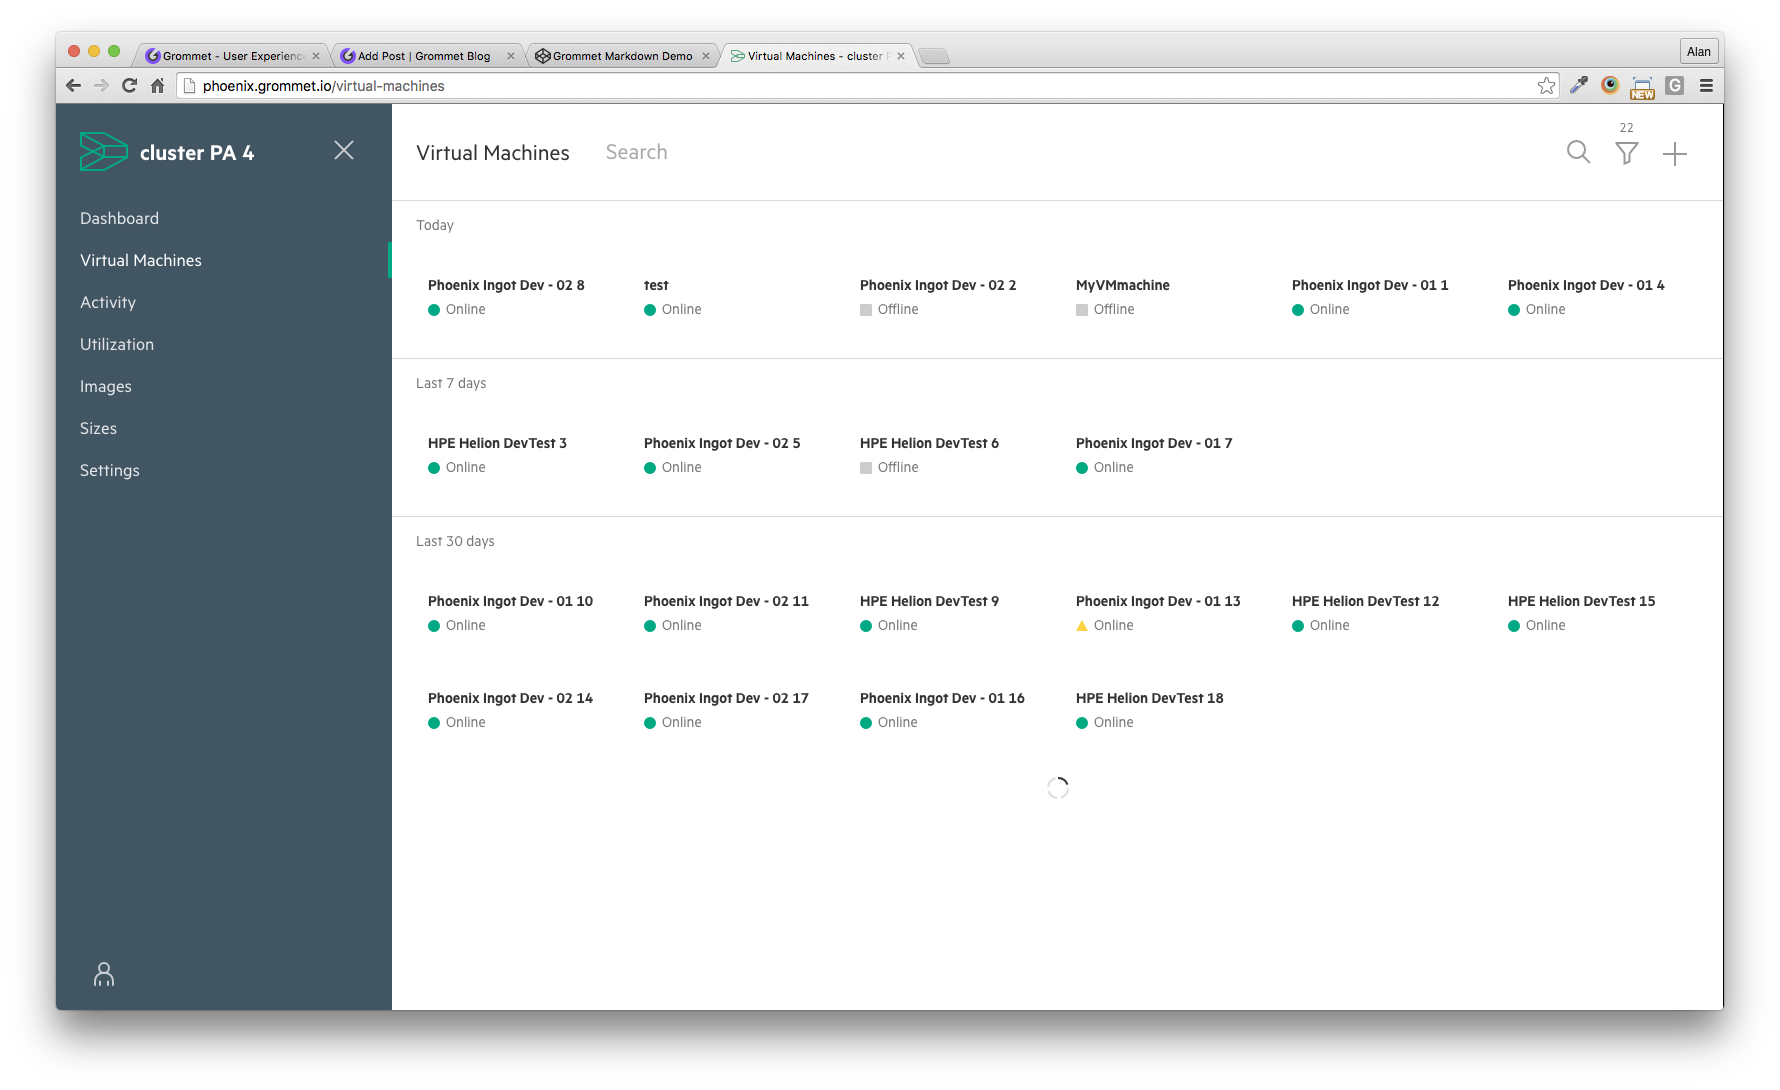 Grommet - User Experienc
Add Post | Grommet Blog
Grommet Markdown Demo
Virtual Machines - cluster P
Alan
phoenix.grommet.io/virtual-machines
NEW
G
cluster PA 4
Dashboard
Virtual Machines
Activity
Utilization
Images
Sizes
Settings
Virtual Machines
Search
22
Today
Phoenix Ingot Dev - 02 8
Online
test
Online
Phoenix Ingot Dev - 02 2
Offline
MyVMmachine
Offline
Phoenix Ingot Dev - 01 1
Online
Phoenix Ingot Dev - 01 4
Online
Last 7 days
HPE Helion DevTest 3
Online
Phoenix Ingot Dev - 02 5
Online
HPE Helion DevTest 6
Offline
Phoenix Ingot Dev - 01 7
Online
Last 30 days
Phoenix Ingot Dev - 01 10
Online
Phoenix Ingot Dev - 02 11
Online
HPE Helion DevTest 9
Online
Phoenix Ingot Dev - 01 13
Online
HPE Helion DevTest 12
Online
HPE Helion DevTest 15
Online
Phoenix Ingot Dev - 02 14
Online
Phoenix Ingot Dev - 02 17
Online
Phoenix Ingot Dev - 01 16
Online
HPE Helion DevTest 18
Online